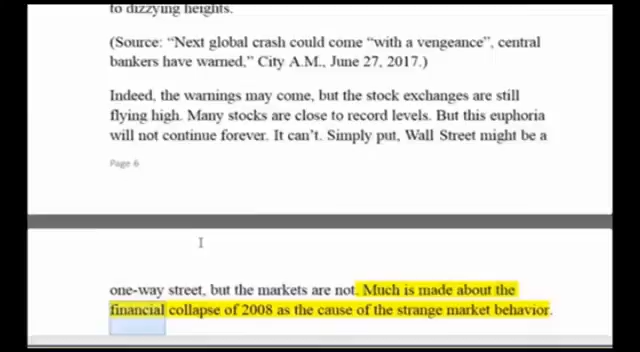 to dizzying heights.
(Source: “Next global crash could come “with a vengeance”, central
bankers have warned,” City A.M., June 27, 2017.)
Indeed, the warnings may come, but the stock exchanges are still
flying high. Many stocks are close to record levels. But this euphoria
will not continue forever. It can’t. Simply put, Wall Street might be a
Page 6
one-way street, but the markets are not. Much is made about the
financial collapse of 2008 as the cause of the strange market behavior.